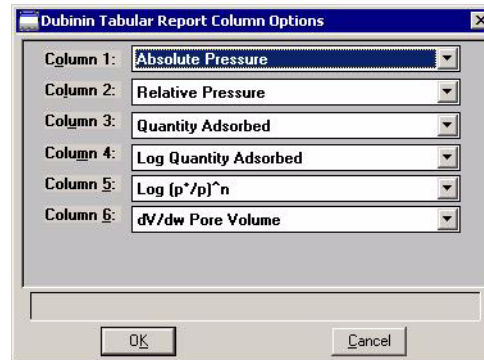 Dubinin Tabular Report Column Options
Column 1: Absolute Pressure
Column 2: Relative Pressure
Column 3: Quantity Adsorbed
Column 4: Log Quantity Adsorbed
Column 5: Log (p°/p)^n
Column 6: dV/dw Pore Volume
OK Cancel